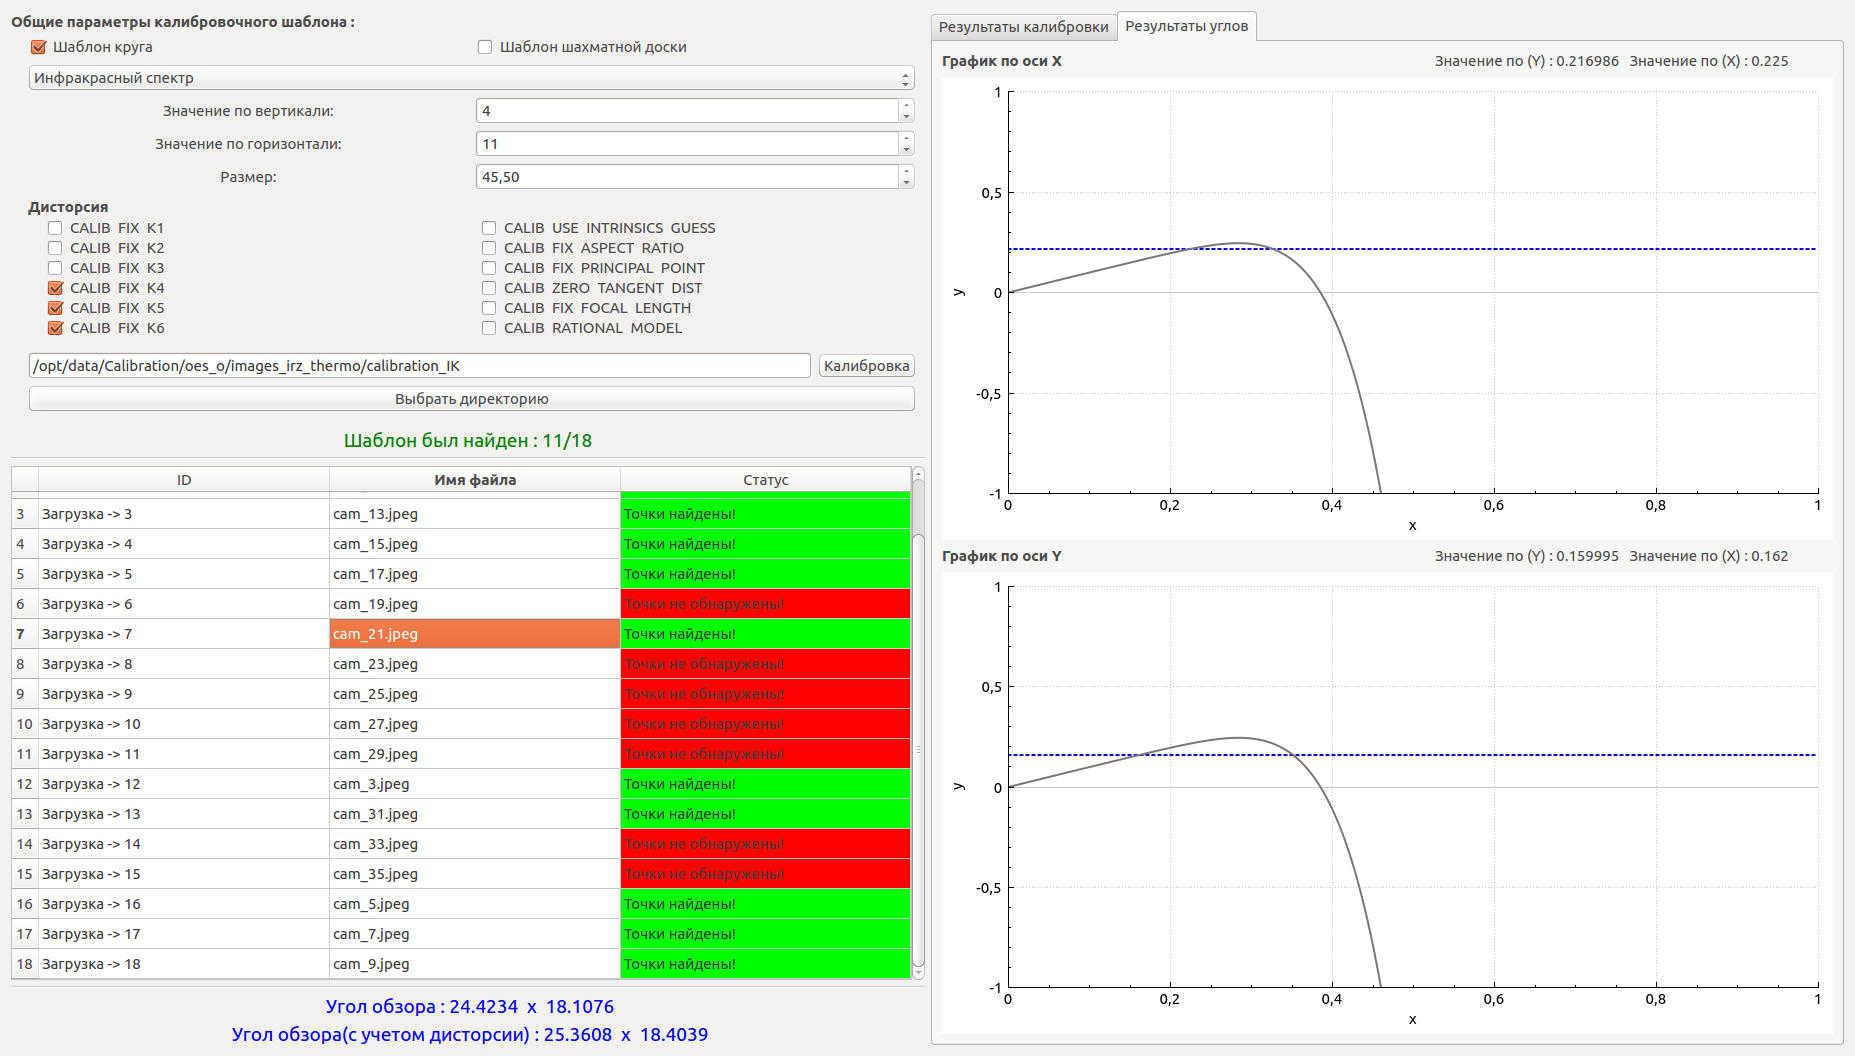 Общие параметры калибровочного шаблона :
Шаблон круга
Шаблон шахматной доски
Инфракрасный спектр
Значение по вертикали:
4
Значение по горизонтали:
11
Размер:
45,50
Дисторсия
CALIB FIX K1
CALIB USE INTRINSICS GUESS
CALIB FIX K2
CALIB FIX ASPECT RATIO
CALIB FIX K3
CALIB FIX PRINCIPAL POINT
CALIB FIX K4
CALIB ZERO TANGENT DIST
CALIB FIX K5
CALIB FIX FOCAL LENGTH
CALIB FIX K6
CALIB RATIONAL MODEL
/opt/data/Calibration/oes_o/images_irz_thermo/calibration_IK
Калибровка
Выбрать директорию
Шаблон был найден : 11/18
ID Имя файла Статус
3 Загрузка -> 3 cam_13.jpeg Точки найдены!
4 Загрузка -> 4 cam_15.jpeg Точки найдены!
5 Загрузка -> 5 cam_17.jpeg Точки найдены!
6 Загрузка -> 6 cam_19.jpeg Точки не обнаружены!
7 Загрузка -> 7 cam_21.jpeg Точки найдены!
8 Загрузка -> 8 cam_23.jpeg Точки не обнаружены!
9 Загрузка -> 9 cam_25.jpeg Точки не обнаружены!
10 Загрузка -> 10 cam_27.jpeg Точки не обнаружены!
11 Загрузка -> 11 cam_29.jpeg Точки не обнаружены!
12 Загрузка -> 12 cam_3.jpeg Точки найдены!
13 Загрузка -> 13 cam_31.jpeg Точки найдены!
14 Загрузка -> 14 cam_33.jpeg Точки не обнаружены!
15 Загрузка -> 15 cam_35.jpeg Точки не обнаружены!
16 Загрузка -> 16 cam_5.jpeg Точки найдены!
17 Загрузка -> 17 cam_7.jpeg Точки найдены!
18 Загрузка -> 18 cam_9.jpeg Точки найдены!
Угол обзора : 24.4234 x 18.1076
Угол обзора(с учетом дисторсии) : 25.3608 x 18.4039
Результаты калибровки
Результаты углов
График по оси X
Значение по (Y) : 0.216986 Значение по (X) : 0.225
1
0,5
0
-0,5
-1
y
0 0,2 0,4 0,6 0,8 1
x
График по оси Y
Значение по (Y) : 0.159995 Значение по (X) : 0.162
1
0,5
0
-0,5
-1
y
0 0,2 0,4 0,6 0,8 1
x